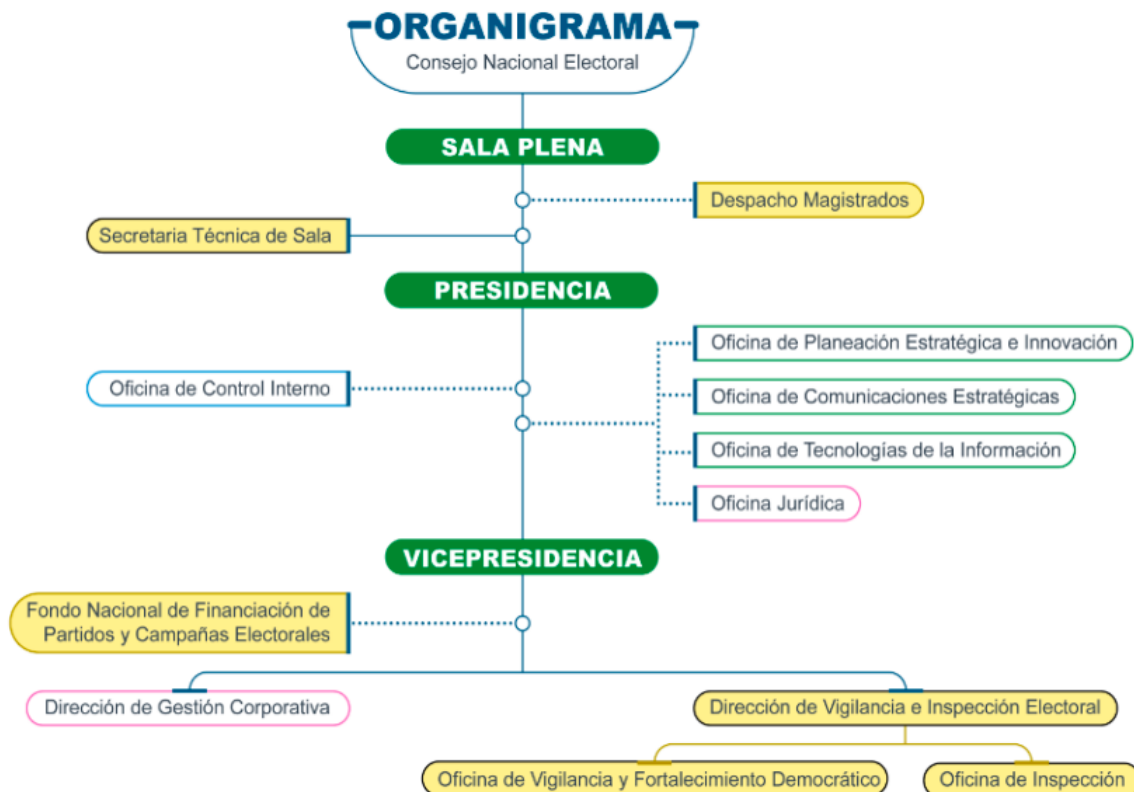 ORGANIGRAMA
Consejo Nacional Electoral
SALA PLENA
Despacho Magistrados
Secretaria Técnica de Sala
PRESIDENCIA
Oficina de Planeación Estratégica e Innovación
Oficina de Control Interno
Oficina de Comunicaciones Estratégicas
Oficina de Tecnologías de la Información
Oficina Jurídica
VICEPRESIDENCIA
Fondo Nacional de Financiación de
Partidos y Campañas Electorales
Dirección de Gestión Corporativa
Dirección de Vigilancia e Inspección Electoral
Oficina de Vigilancia y Fortalecimiento Democrático
Oficina de Inspección